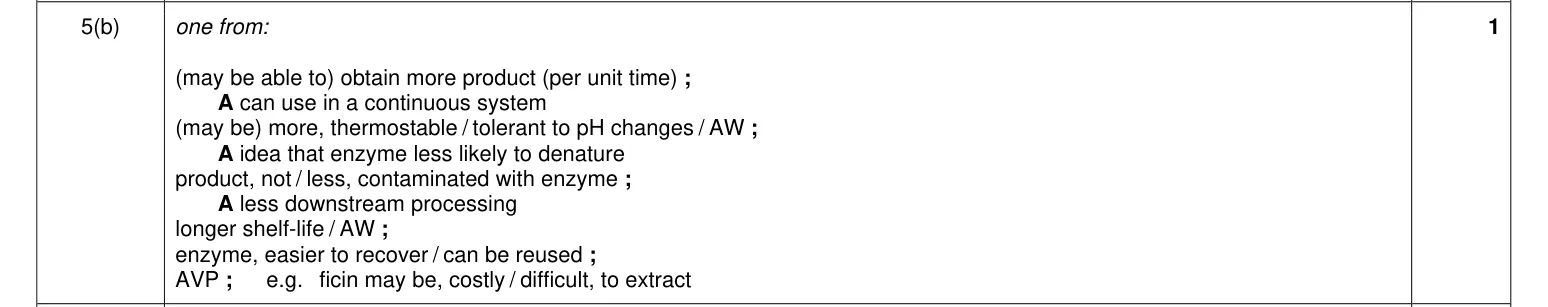 5(b) one from: 1
(may be able to) obtain more product (per unit time) ;
A can use in a continuous system
(may be) more, thermostable / tolerant to pH changes / AW ;
A idea that enzyme less likely to denature
product, not / less, contaminated with enzyme ;
A less downstream processing
longer shelf-life / AW ;
enzyme, easier to recover / can be reused ;
AVP ; e.g. ficin may be, costly / difficult, to extract